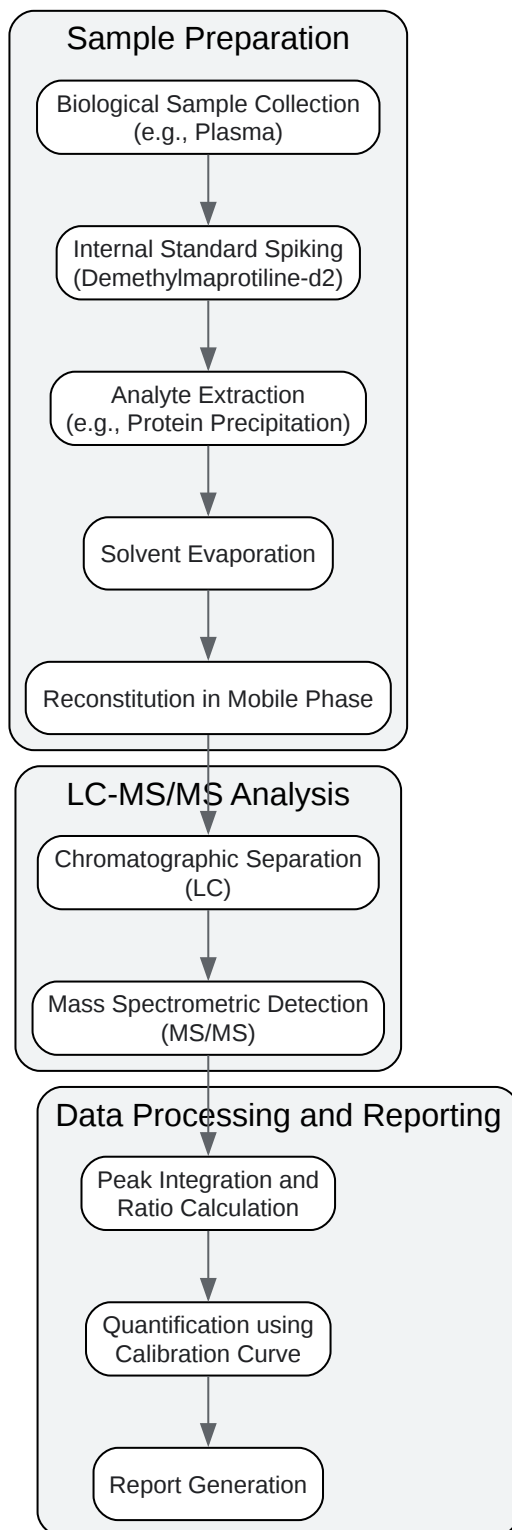 Sample Preparation
Biological Sample Collection
(e.g., Plasma)
Internal Standard Spiking
(Demethylmaprotiline-d2)
Analyte Extraction
(e.g., Protein Precipitation)
Solvent Evaporation
Reconstitution in Mobile Phase
LC-MS/MS Analysis
Chromatographic Separation
(LC)
Mass Spectrometric Detection
(MS/MS)
Data Processing and Reporting
Peak Integration and
Ratio Calculation
Quantification using
Calibration Curve
Report Generation